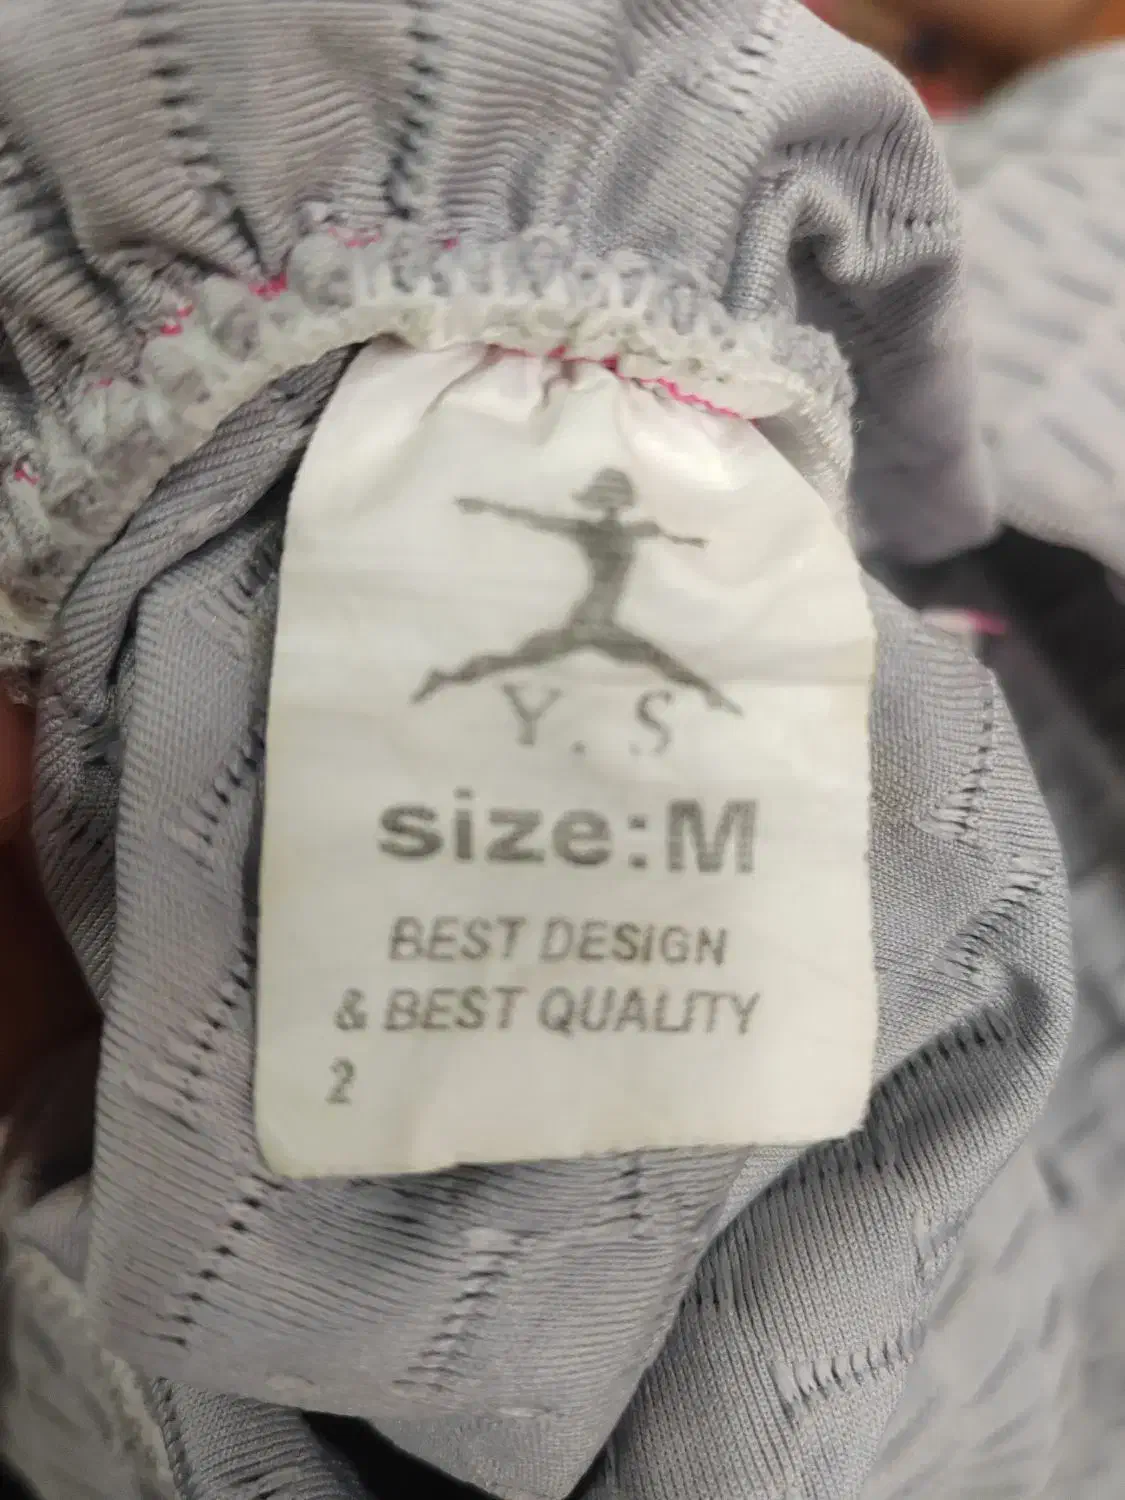 Y. S
size:M
BEST DESIGN
& BEST QUALITY
2